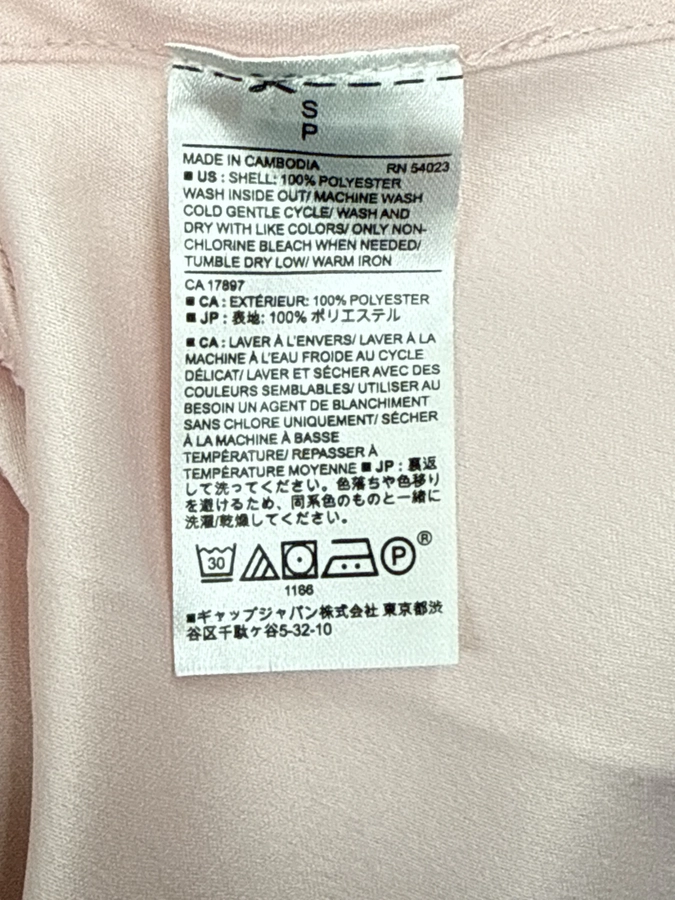 S
P
MADE IN CAMBODIA RN 54023
■ US : SHELL: 100% POLYESTER
WASH INSIDE OUT/ MACHINE WASH
COLD GENTLE CYCLE/ WASH AND
DRY WITH LIKE COLORS/ ONLY NON-
CHLORINE BLEACH WHEN NEEDED/
TUMBLE DRY LOW/ WARM IRON
CA 17897
■ CA : EXTÉRIEUR: 100% POLYESTER
■ JP : 表地: 100% ポリエステル
■ CA : LAVER À L'ENVERS/ LAVER À LA
MACHINE À L'EAU FROIDE AU CYCLE
DÉLICAT/ LAVER ET SÉCHER AVEC DES
COULEURS SEMBLABLES/ UTILISER AU
BESOIN UN AGENT DE BLANCHIMENT
SANS CHLORE UNIQUEMENT/ SÉCHER
À LA MACHINE À BASSE
TEMPÉRATURE/ REPASSER À
TEMPÉRATURE MOYENNE ■ JP : 裏返
して洗ってください。色落ちや色移り
を避けるため、同系色のものと一緒に
洗濯/乾燥してください。
30 P ®
1166
■ギャップジャパン株式会社 東京都渋
谷区千駄ケ谷5-32-10